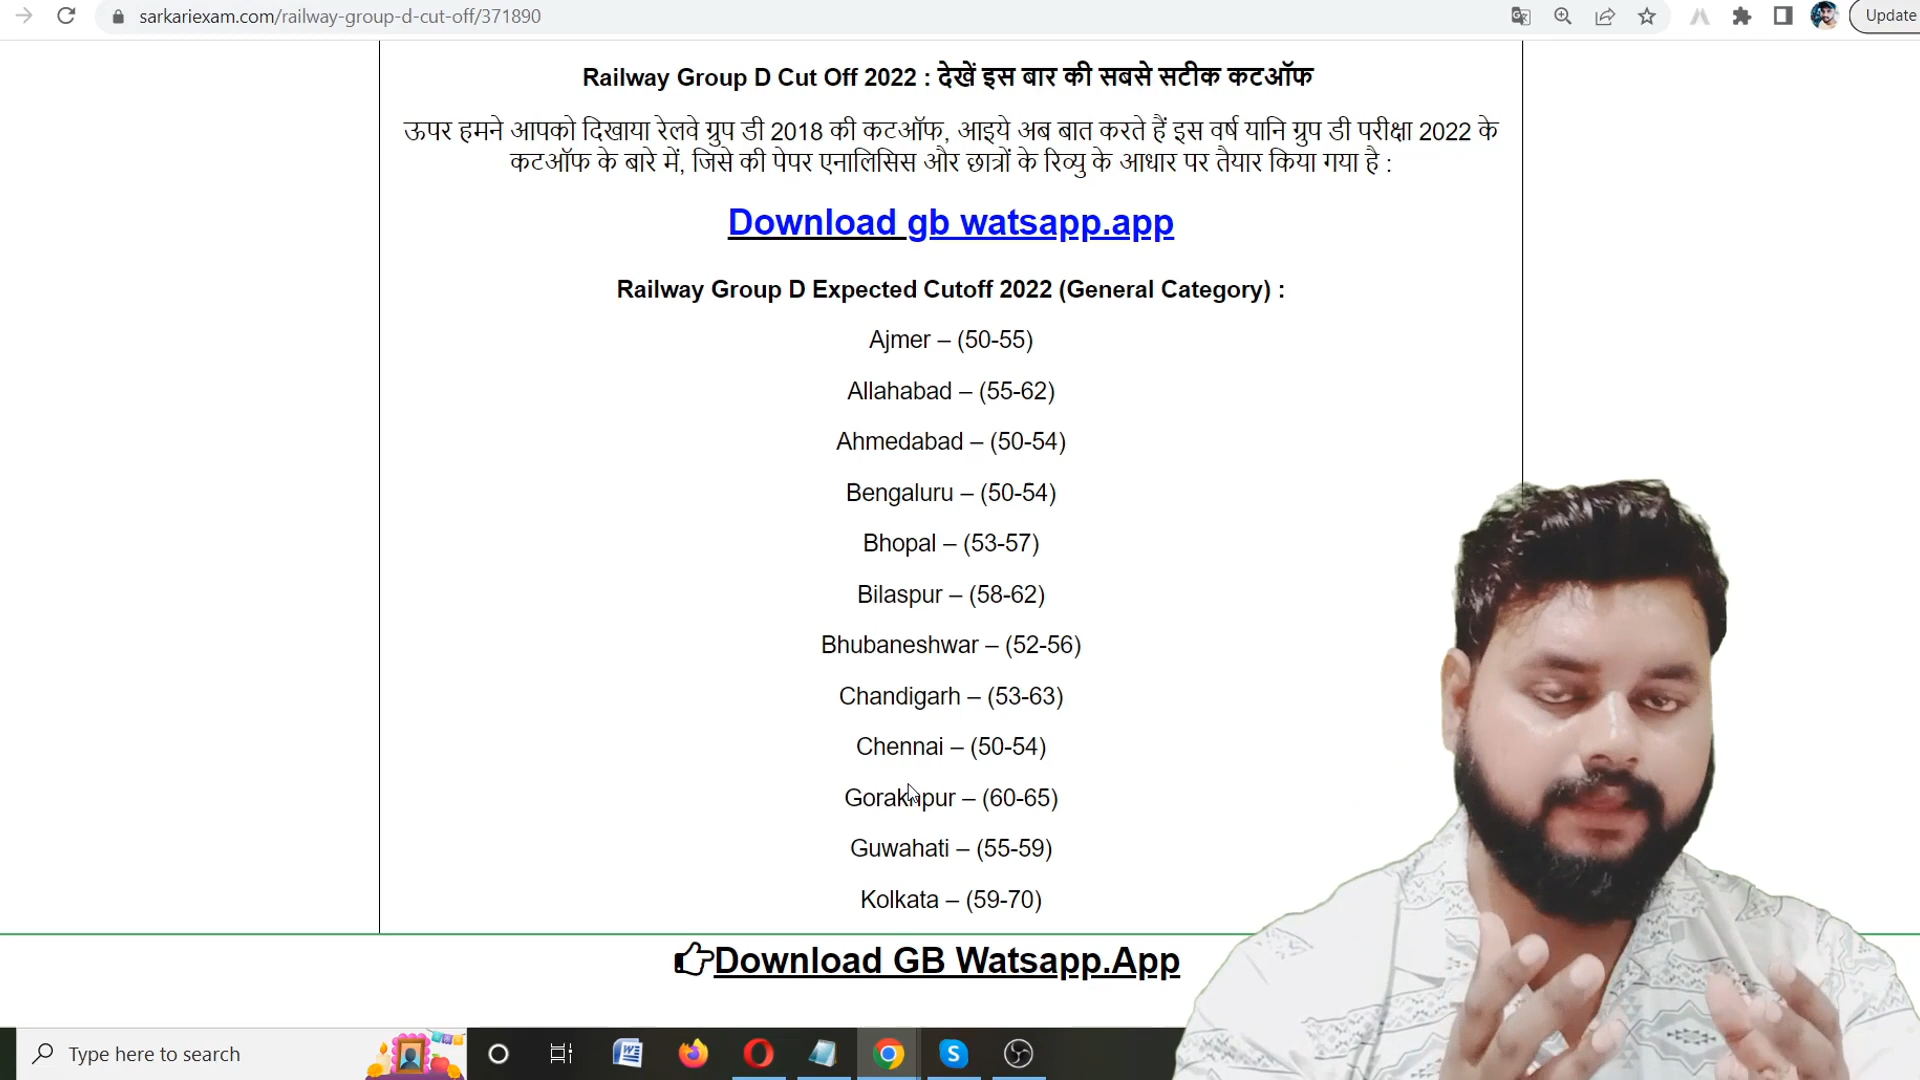 sarkariexam.com/railway-group-d-cut-off/371890
Update
Railway Group D Cut Off 2022 : देखें इस बार की सबसे सटीक कटऑफ
ऊपर हमने आपको दिखाया रेलवे ग्रुप डी 2018 की कटऑफ, आइये अब बात करते हैं इस वर्ष यानि ग्रुप डी परीक्षा 2022 के
कटऑफ के बारे में, जिसे की पेपर एनालिसिस और छात्रों के रिव्यु के आधार पर तैयार किया गया है :
Download gb watsapp.app
Railway Group D Expected Cutoff 2022 (General Category) :
Ajmer – (50-55)
Allahabad – (55-62)
Ahmedabad – (50-54)
Bengaluru – (50-54)
Bhopal – (53-57)
Bilaspur – (58-62)
Bhubaneshwar – (52-56)
Chandigarh – (53-63)
Chennai – (50-54)
Gorakhpur – (60-65)
Guwahati – (55-59)
Kolkata – (59-70)
Download GB Watsapp.App
Type here to search